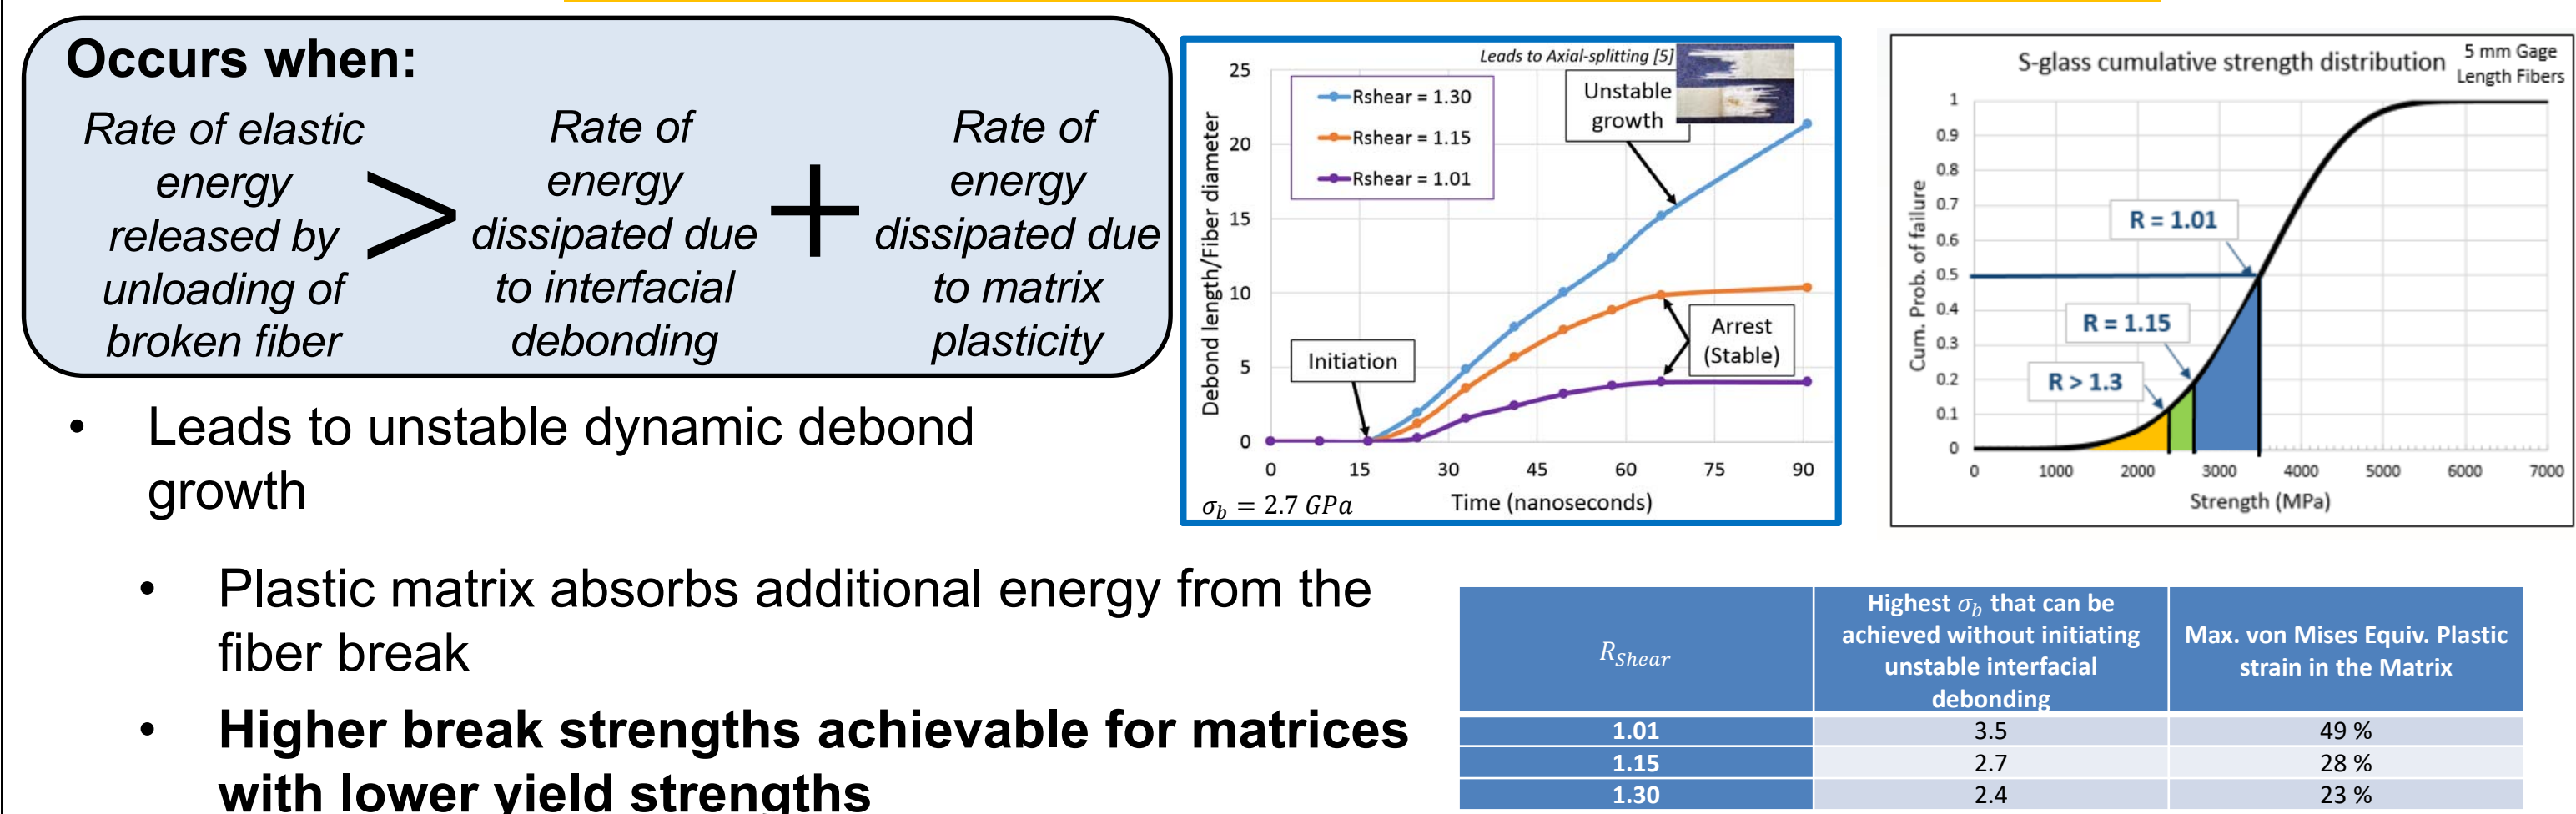 Occurs when:
Rate of elastic
energy
released by
unloading of
broken fiber
>
Rate of
energy
dissipated due
to interfacial
debonding
+
Rate of
energy
dissipated due
to matrix
plasticity
• Leads to unstable dynamic debond
growth
• Plastic matrix absorbs additional energy from the
fiber break
• Higher break strengths achievable for matrices
with lower yield strengths
Leads to Axial-splitting [5]
Debond length/Fiber diameter
25
20
15
10
5
0
Rshear = 1.30
Rshear = 1.15
Rshear = 1.01
Unstable
growth
Initiation
Arrest
(Stable)
0 15 30 45 60 75 90
σb = 2.7 GPa
Time (nanoseconds)
S-glass cumulative strength distribution
5 mm Gage
Length Fibers
Cum. Prob. of failure
1
0.9
0.8
0.7
0.6
0.5
0.4
0.3
0.2
0.1
0
R = 1.01
R = 1.15
R > 1.3
0 1000 2000 3000 4000 5000 6000 7000
Strength (MPa)
RShear
Highest σb that can be
achieved without initiating
unstable interfacial
debonding
Max. von Mises Equiv. Plastic
strain in the Matrix
1.01 3.5 49 %
1.15 2.7 28 %
1.30 2.4 23 %